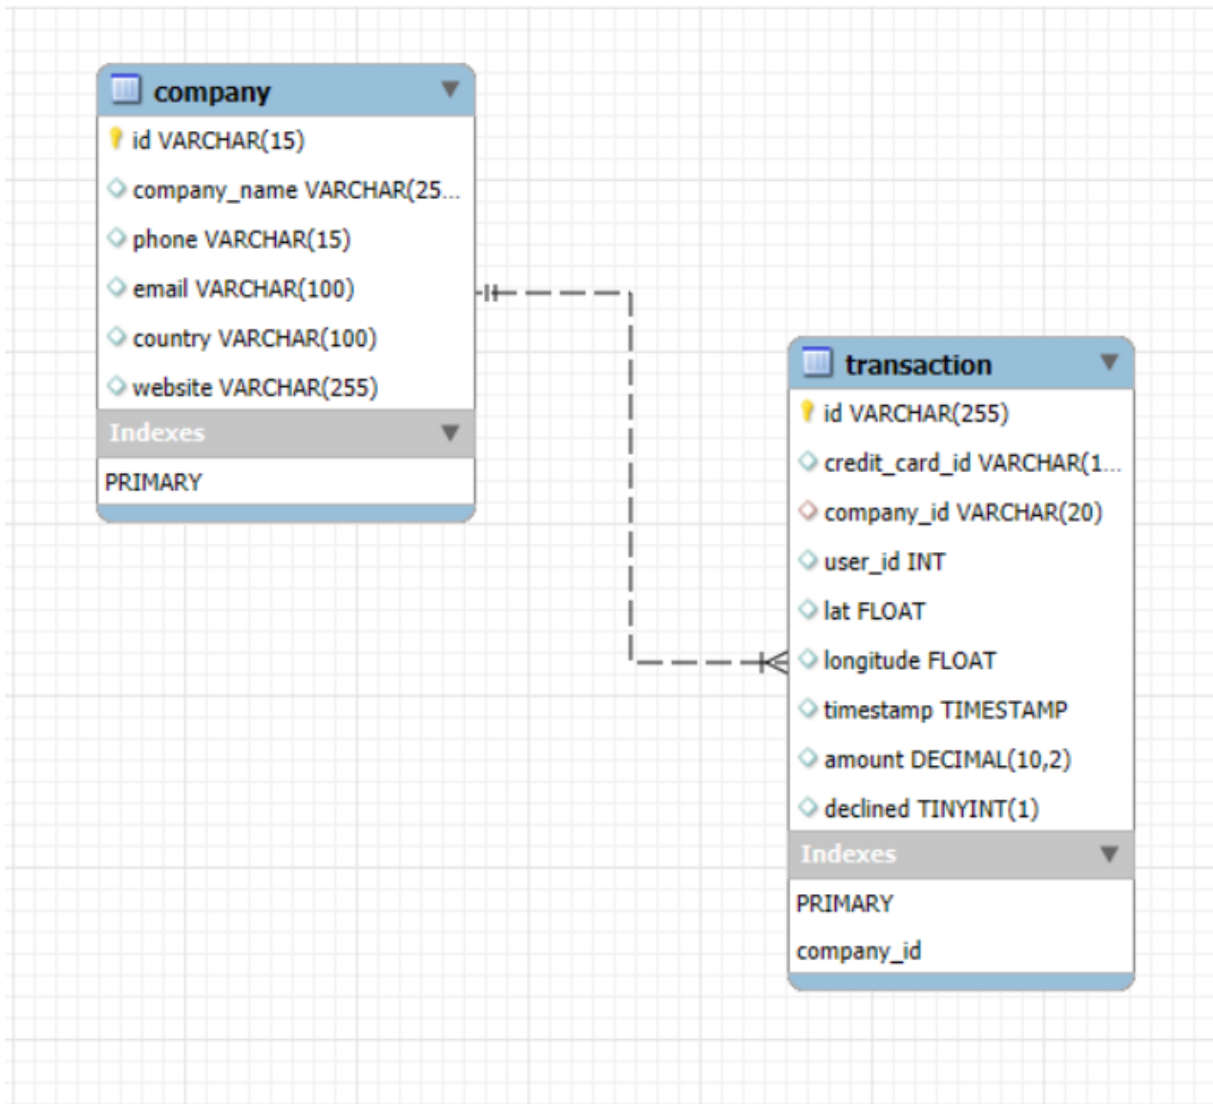 company
id VARCHAR(15)
company_name VARCHAR(25...
phone VARCHAR(15)
email VARCHAR(100)
country VARCHAR(100)
website VARCHAR(255)
Indexes
PRIMARY
transaction
id VARCHAR(255)
credit_card_id VARCHAR(1...
company_id VARCHAR(20)
user_id INT
lat FLOAT
longitude FLOAT
timestamp TIMESTAMP
amount DECIMAL(10,2)
declined TINYINT(1)
Indexes
PRIMARY
company_id